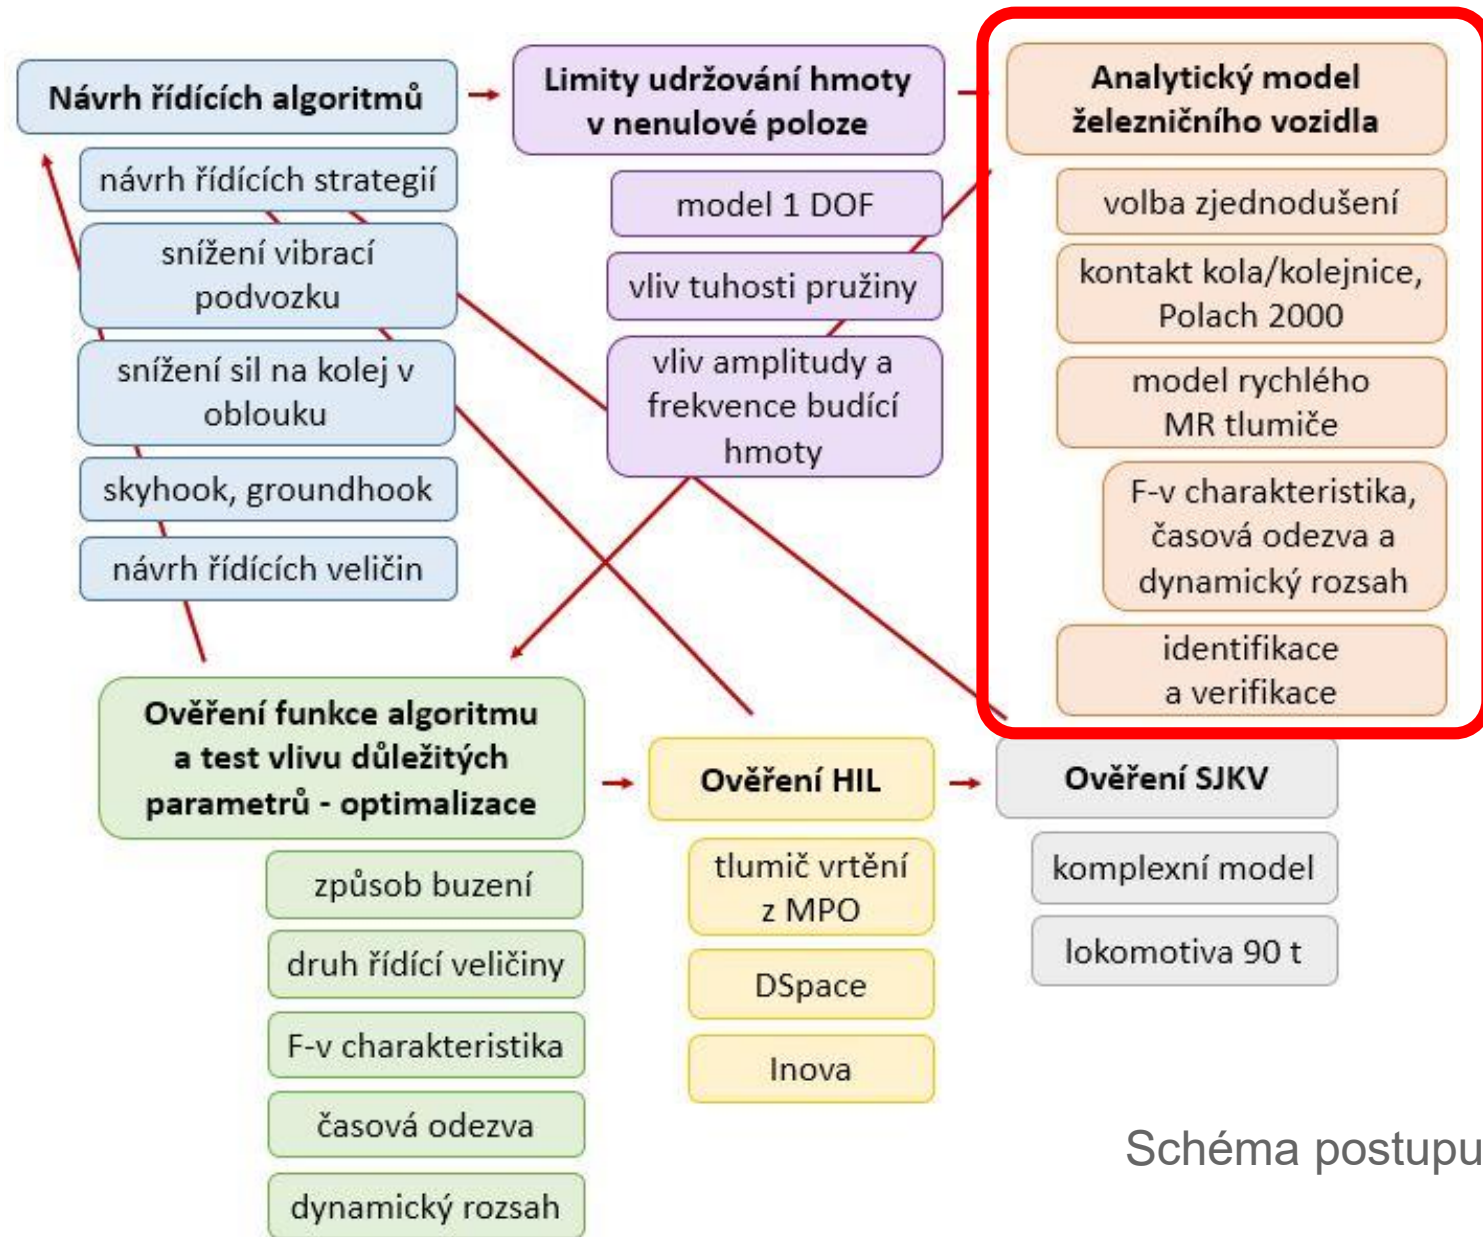 Návrh řídících algoritmů
návrh řídících strategií
snížení vibrací
podvozku
snížení sil na kolej v
oblouku
skyhook, groundhook
návrh řídících veličin
Limity udržování hmoty
v nenulové poloze
model 1 DOF
vliv tuhosti pružiny
vliv amplitudy a
frekvence budící
hmoty
Analytický model
železničního vozidla
volba zjednodušení
kontakt kola/kolejnice,
Polach 2000
model rychlého
MR tlumiče
F-v charakteristika,
časová odezva a
dynamický rozsah
identifikace
a verifikace
Ověření funkce algoritmu
a test vlivu důležitých
parametrů - optimalizace
způsob buzení
druh řídící veličiny
F-v charakteristika
časová odezva
dynamický rozsah
Ověření HIL
tlumič vrtění
z MPO
DSpace
Inova
Ověření SJKV
komplexní model
lokomotiva 90 t
Schéma postupu